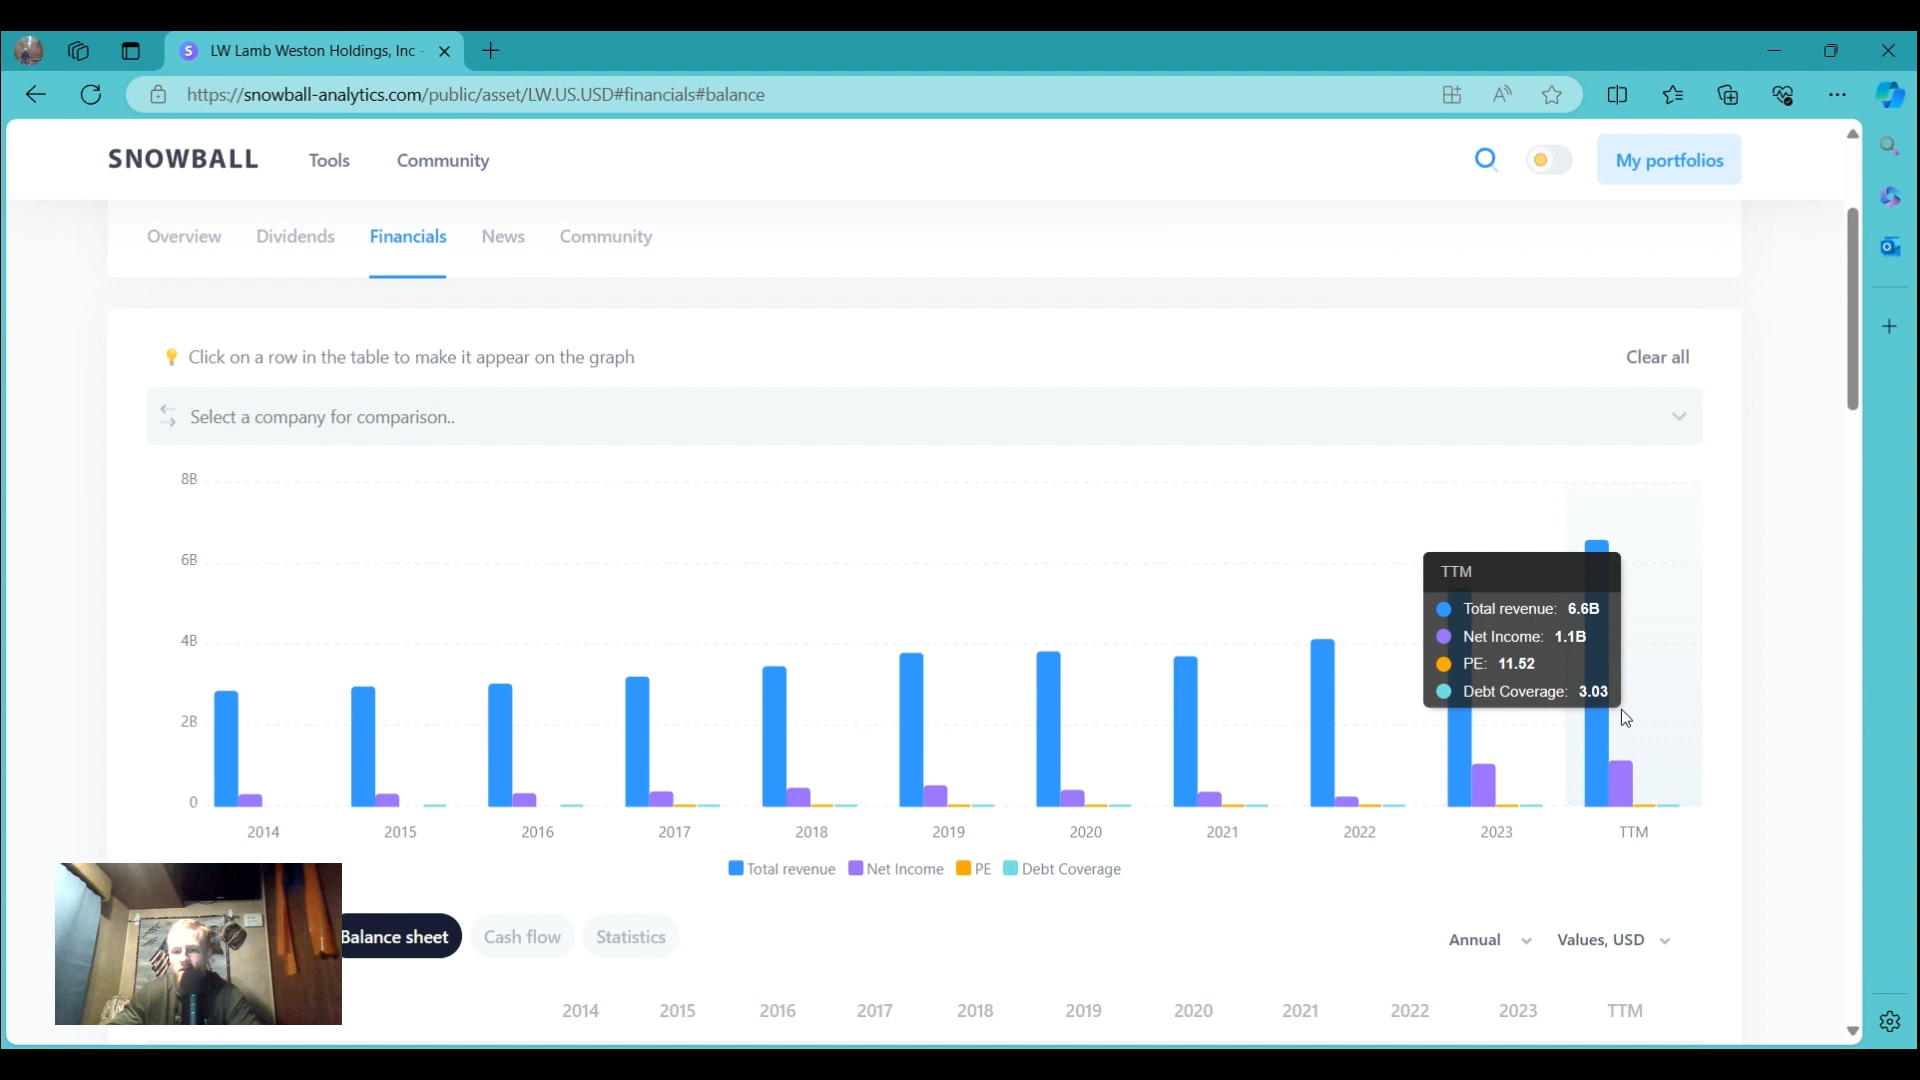 S LW Lamb Weston Holdings, Inc -
https://snowball-analytics.com/public/asset/LW.US.USD#financials#balance
SNOWBALL Tools Community My portfolios
Overview Dividends Financials News Community
Click on a row in the table to make it appear on the graph Clear all
Select a company for comparison..
8B
6B
4B
2B
0
TTM
Total revenue: 6.6B
Net Income: 1.1B
PE: 11.52
Debt Coverage: 3.03
2014 2015 2016 2017 2018 2019 2020 2021 2022 2023 TTM
Total revenue Net Income PE Debt Coverage
Balance sheet Cash flow Statistics Annual Values, USD
2014 2015 2016 2017 2018 2019 2020 2021 2022 2023 TTM